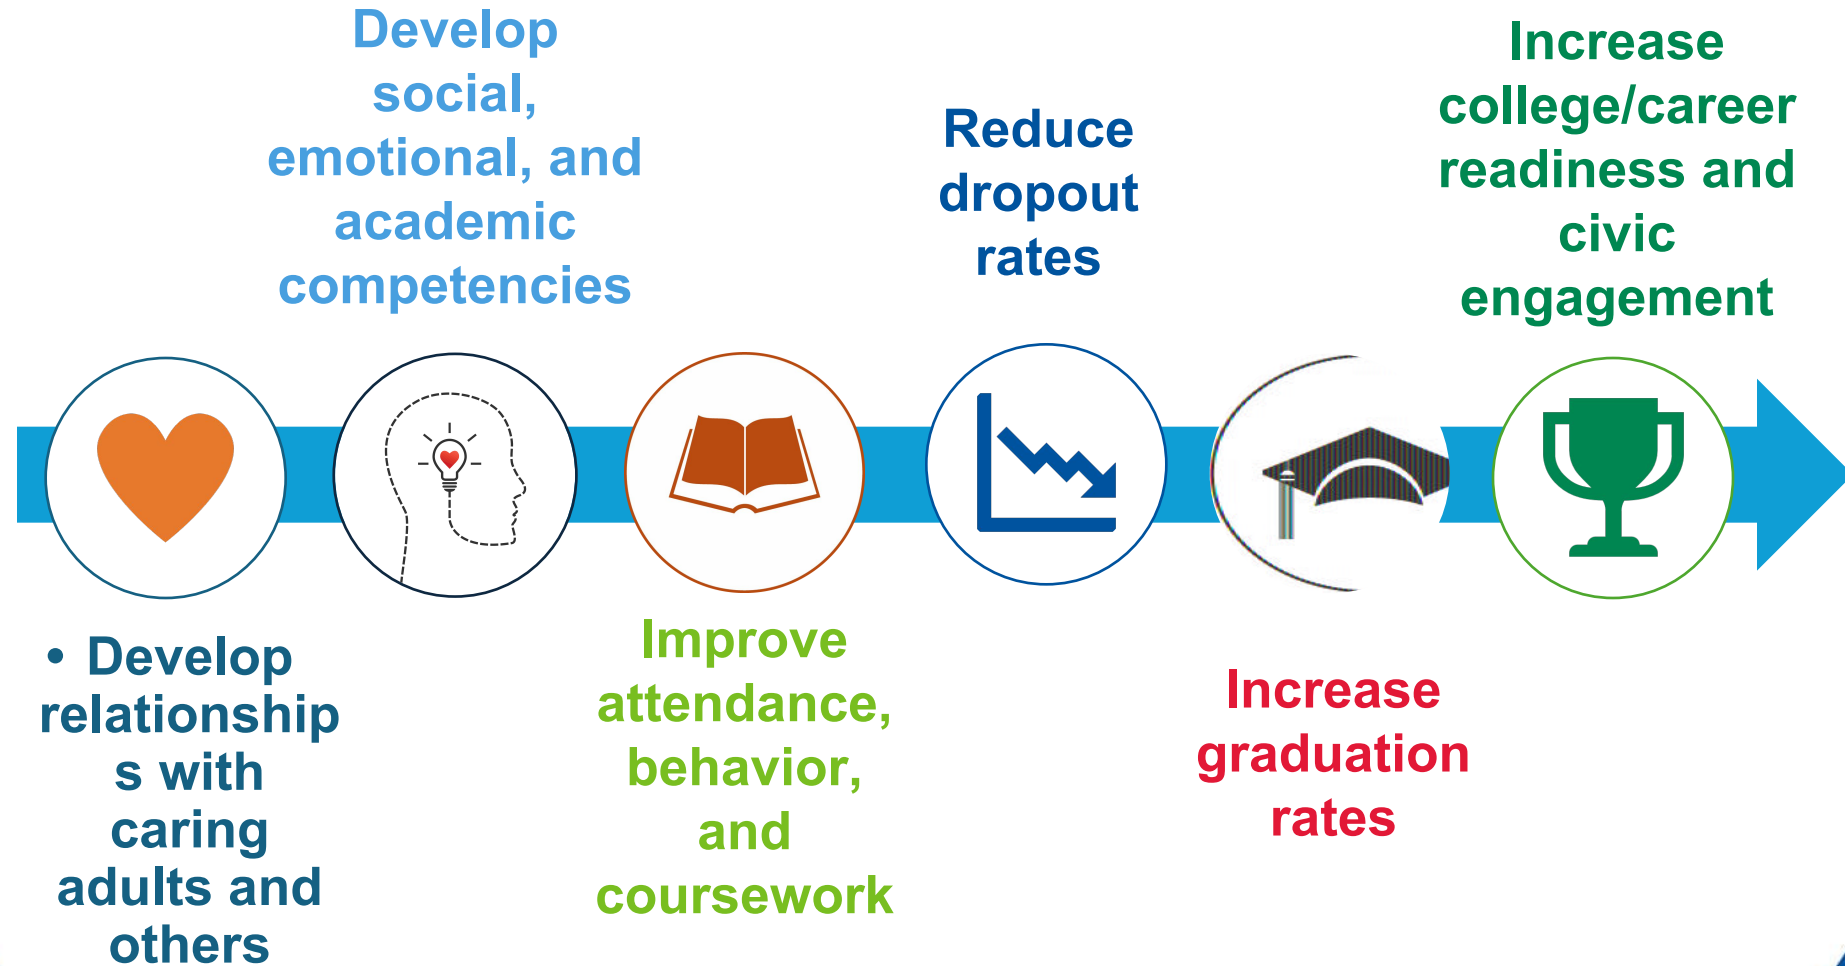 • Develop
relationship
s with
caring
adults and
others
Develop
social,
emotional, and
academic
competencies
Improve
attendance,
behavior,
and
coursework
Reduce
dropout
rates
Increase
graduation
rates
Increase
college/career
readiness and
civic
engagement